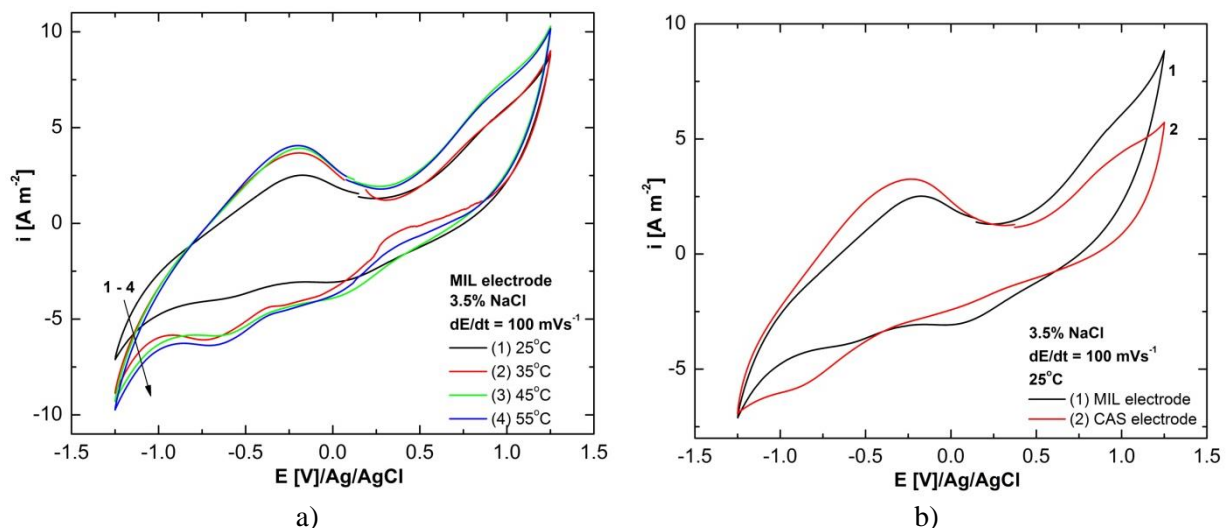 10
5
0
-5
-10
i [A m⁻²]
1 - 4
MIL electrode
3.5% NaCl
dE/dt = 100 mVs⁻¹
(1) 25°C
(2) 35°C
(3) 45°C
(4) 55°C
-1.5 -1.0 -0.5 0.0 0.5 1.0 1.5
E [V]/Ag/AgCl
a)
10
5
0
-5
i [A m⁻²]
1
2
3.5% NaCl
dE/dt = 100 mVs⁻¹
25°C
(1) MIL electrode
(2) CAS electrode
-1.5 -1.0 -0.5 0.0 0.5 1.0 1.5
E [V]/Ag/AgCl
b)